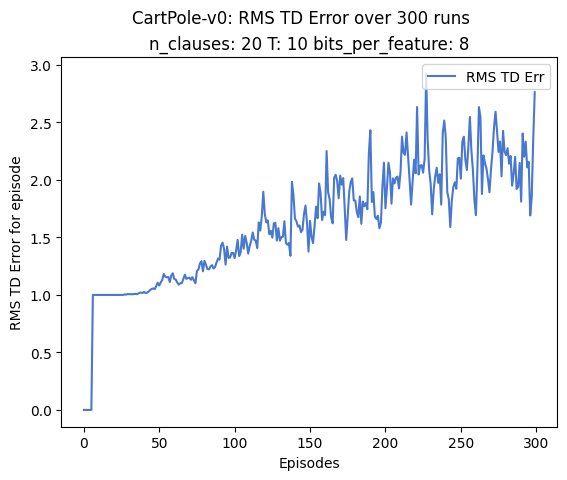 CartPole-v0: RMS TD Error over 300 runs
n_clauses: 20 T: 10 bits_per_feature: 8
RMS TD Err
3.0
2.5
2.0
1.5
1.0
0.5
0.0
RMS TD Error for episode
0 50 100 150 200 250 300
Episodes